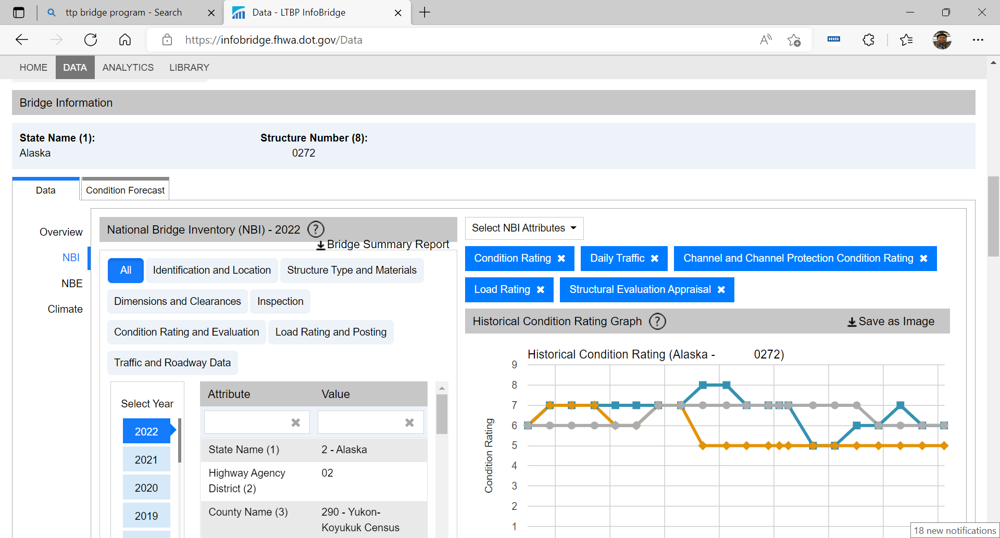 ttp bridge program - Search
Data - LTBP InfoBridge
https://infobridge.fhwa.dot.gov/Data
HID
HOME DATA ANALYTICS LIBRARY
Bridge Information
State Name (1): Structure Number (8):
Alaska 0272
Data Condition Forecast
Overview
NBI
NBE
Climate
National Bridge Inventory (NBI) - 2022 ?
Bridge Summary Report
All Identification and Location Structure Type and Materials
Dimensions and Clearances Inspection
Condition Rating and Evaluation Load Rating and Posting
Traffic and Roadway Data
Select Year
2022
2021
2020
2019
Attribute Value
State Name (1) 2 - Alaska
Highway Agency 02
District (2)
County Name (3) 290 - Yukon-
Koyukuk Census
Select NBI Attributes
Condition Rating Daily Traffic Channel and Channel Protection Condition Rating
Load Rating Structural Evaluation Appraisal
Historical Condition Rating Graph ? Save as Image
Historical Condition Rating (Alaska - 0272)
Condition Rating
9
8
7
6
5
4
3
2
1
18 new notifications